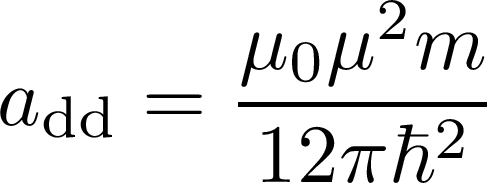 a_dd = μ₀μ²m / 12πħ²